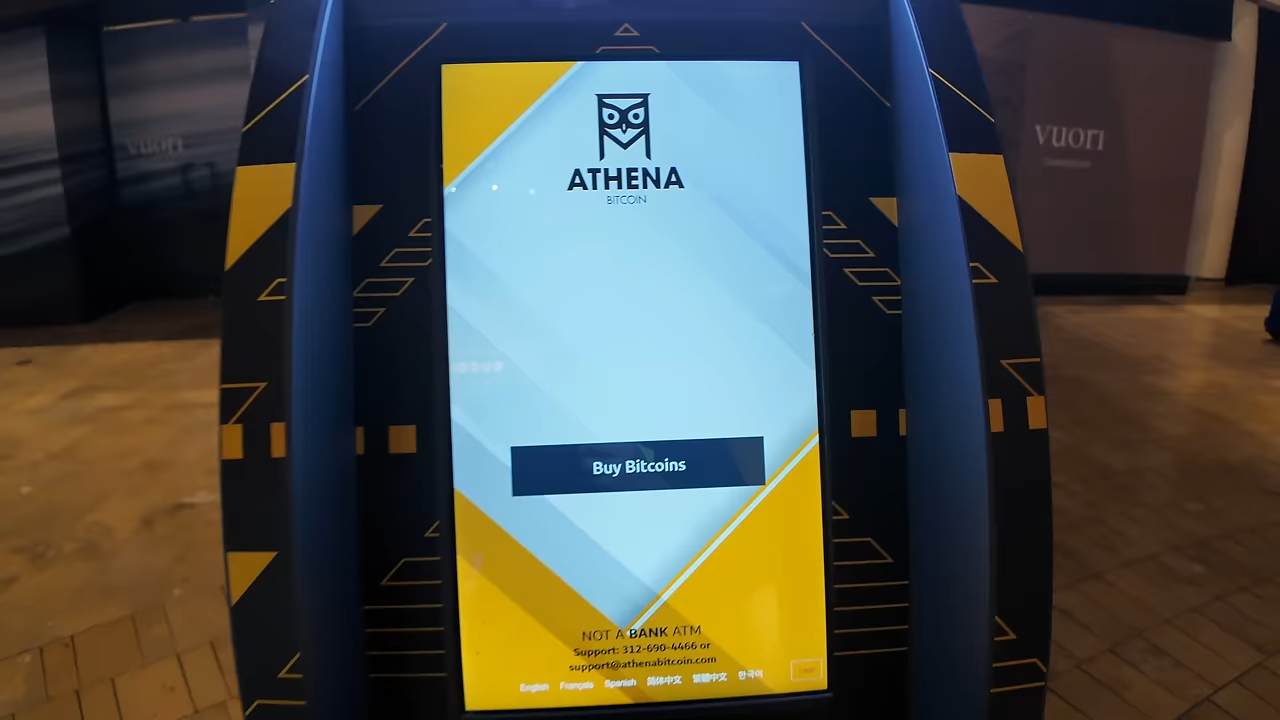 vuori
vuori
ATHENA
BITCOIN
Buy Bitcoins
NOT A BANK ATM
Support: 312-690-4466 or
support@athenabitcoin.com
English Français Spanish 简体中文 繁體中文 한국어